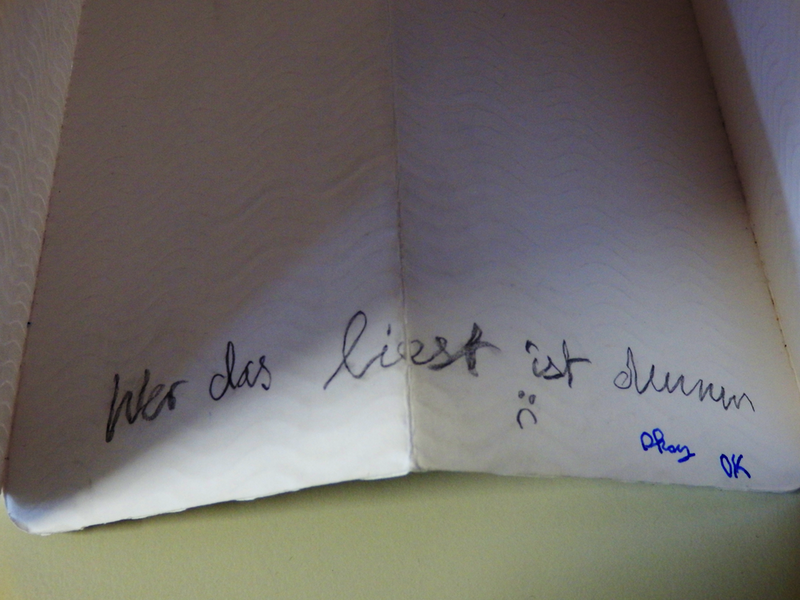 Wer das liest ist dumm
:(
Okay OK